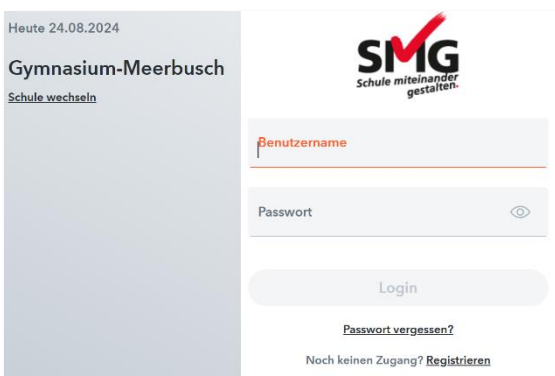 Heute 24.08.2024
Gymnasium-Meerbusch
Schule wechseln
SMG
Schule miteinander
gestalten.
Benutzername
Passwort
Login
Passwort vergessen?
Noch keinen Zugang? Registrieren